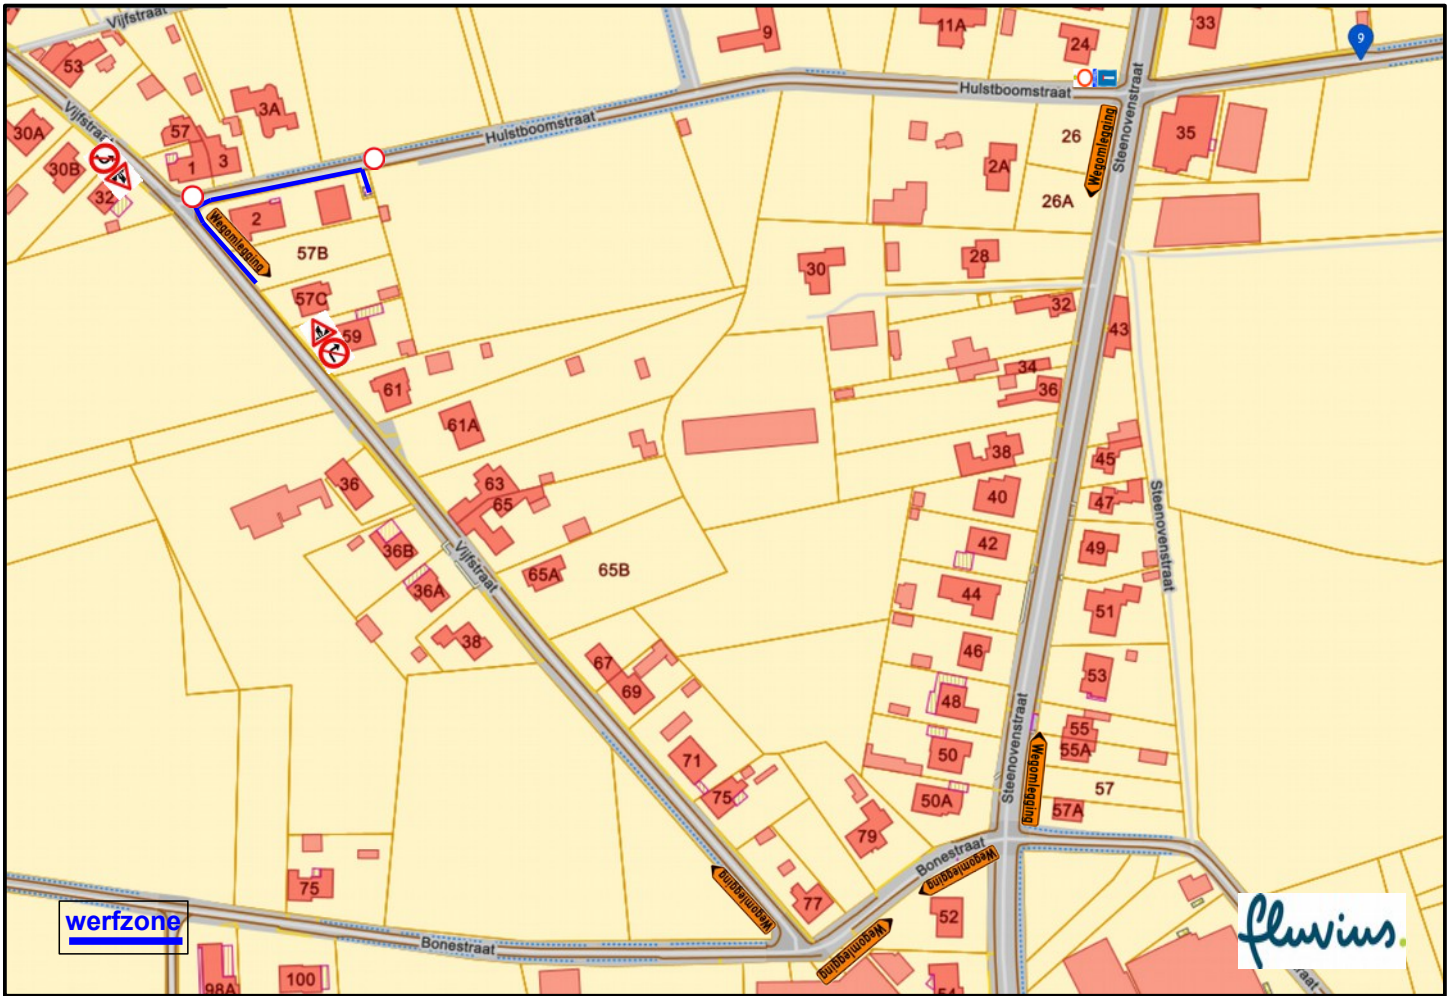 Vijfstraat
53
9
11A
24
33
9
30A
Vijfstraat
57
3A
30B
1
3
32
Hulstboomstraat
Hulstboomstraat
Steenovenstraat
Wegomlegging
26
35
2A
26A
2
Wegomlegging
57B
57C
59
30
28
32
43
34
36
61
61A
38
45
36
63
65
40
47
Steenovenstraat
36B
Vijfstraat
65A
65B
42
49
36A
44
51
38
67
69
46
53
48
Steenovenstraat
55
55A
71
75
50
Wegomlegging
57
50A
57A
79
Bonestraat
Wegomlegging
75
Wegomlegging
77
52
werfzone
Bonestraat
Wegomlegging
fluvius.
98A
100
54